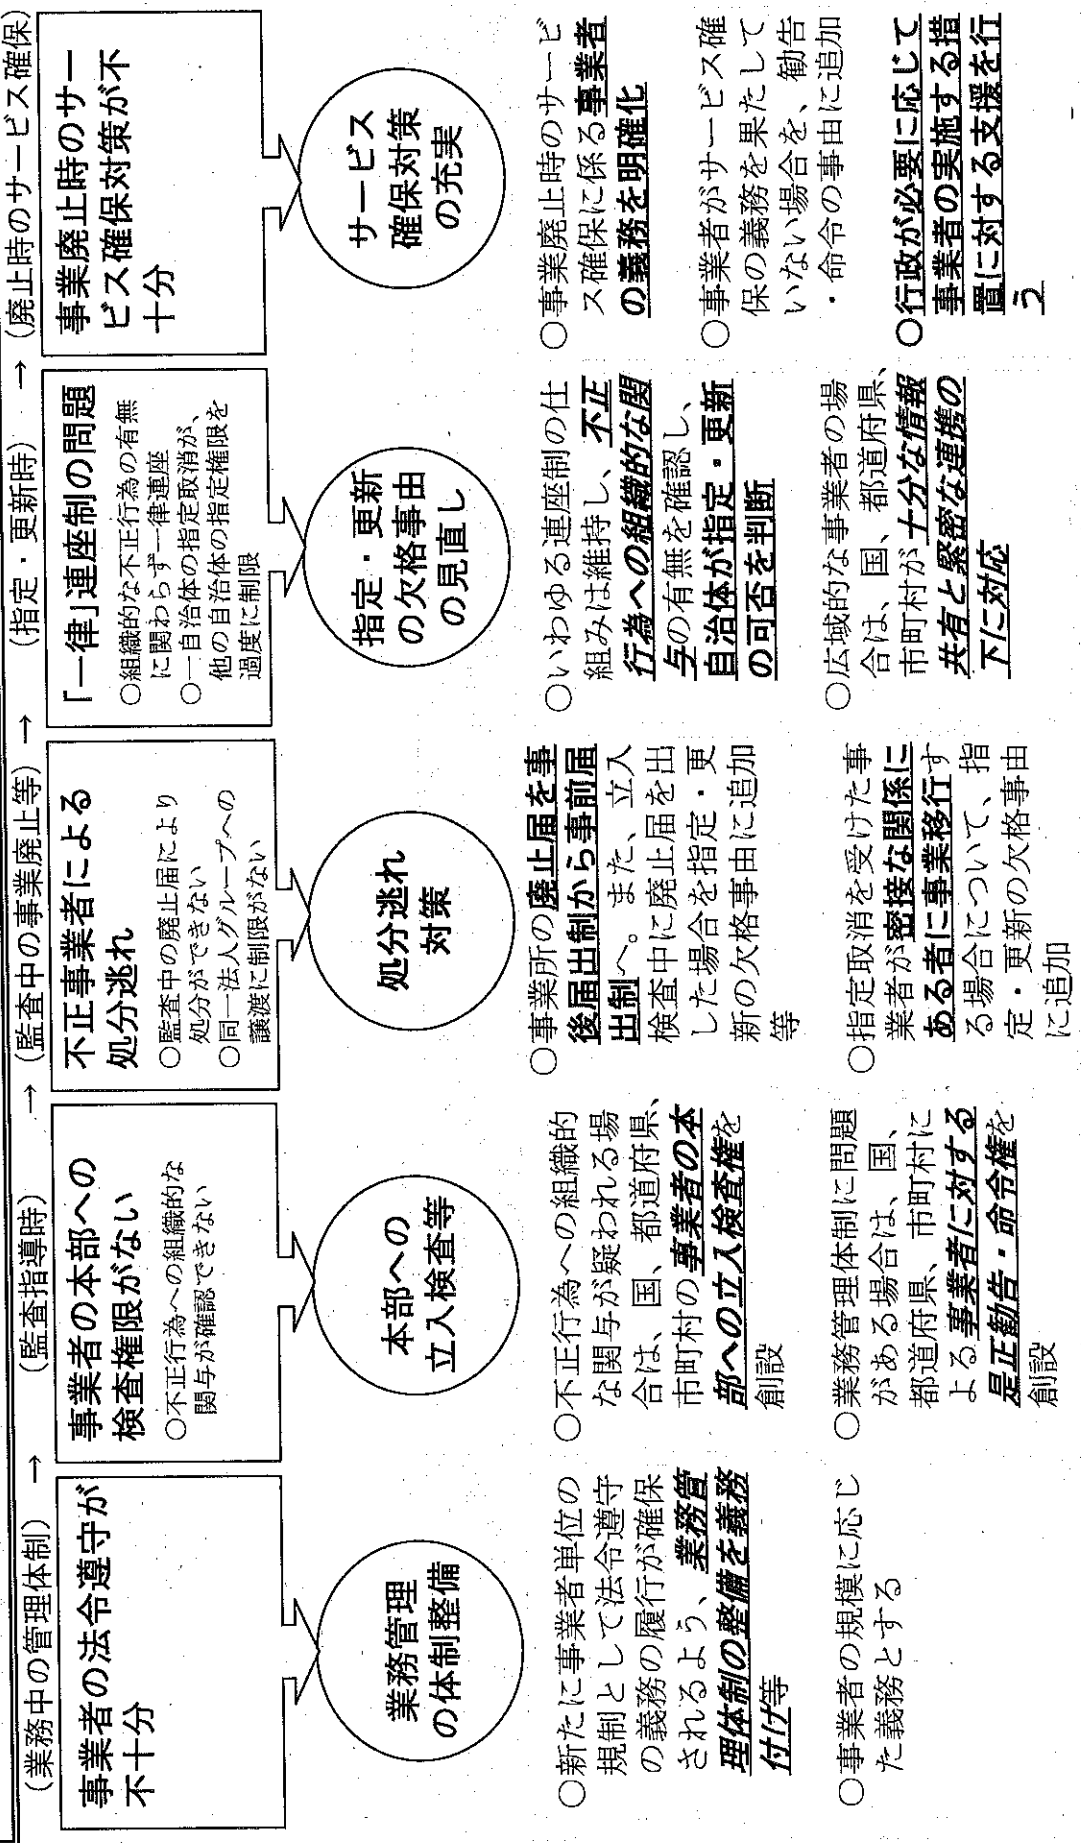 (業務中の管理体制) → (監査指導時) → (監査中の事業廃止等) → (指定・更新時) → (廃止時のサービス確保)
事業者の法令遵守が
不十分
業務管理
の体制整備
○新たに事業者単位の
規制として法令遵守
の義務の履行が確保
されるよう、業務管
理体制の整備を義務
付け等
○事業者の規模に応じ
た義務とする
事業者の本部への
検査権限がない
○不正行為への組織的な
関与が確認できない
本部への
立入検査等
○不正行為への組織的
な関与が疑われる場
合は、国、都道府県、
市町村の事業者の本
部への立入検査権を
創設
○業務管理体制に問題
がある場合は、国、
都道府県、市町村に
よる事業者に対する
是正勧告・命令権を
創設
不正事業者による
処分逃れ
○監査中の廃止届により
処分ができない
○同一法人グループへの
譲渡に制限がない
処分逃れ
対策
○事業所の廃止届を事
後届出制から事前届
出制へ。また、立入
検査中に廃止届を出
した場合を指定・更
新の欠格事由に追加
等
○指定取消を受けた事
業者が密接な関係に
ある者に事業移行す
る場合について、指
定・更新の欠格事由
に追加
「一律」連座制の問題
○組織的な不正行為の有無
に関わらず一律連座
○一自治体の指定取消が、
他の自治体の指定権限を
過度に制限
指定・更新
の欠格事由
の見直し
○いわゆる連座制の仕
組みは維持し、不正
行為への組織的な関
与の有無を確認し、
自治体が指定・更新
の可否を判断
○広域的な事業者の場
合は、国、都道府県、
市町村が十分な情報
共有と緊密な連携の
下に対応
事業廃止時のサー
ビス確保対策が不
十分
サービス
確保対策
の充実
○事業廃止時のサービ
ス確保に係る事業者
の義務を明確化
○事業者がサービス確
保の義務を果たして
いない場合を、勧告
・命令の事由に追加
○行政が必要に応じて
事業者の実施する措
置に対する支援を行
う